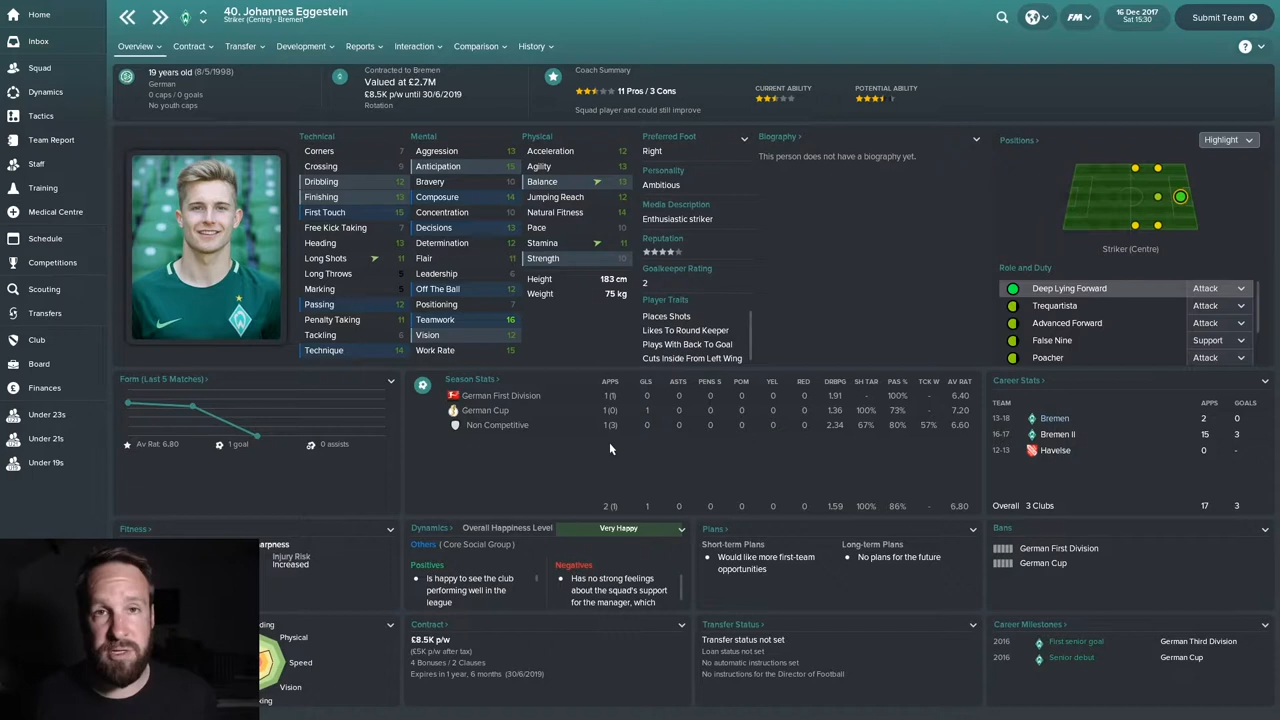 Home
Inbox
Squad
Dynamics
Tactics
Team Report
Staff
Training
Medical Centre
Schedule
Competitions
Scouting
Transfers
Club
Board
Finances
Under 23s
Under 21s
Under 19s
40. Johannes Eggestein
Striker (Centre) - Bremen
FM
16 Dec 2017
Sat 15:30
Submit Team
Overview
Contract
Transfer
Development
Reports
Interaction
Comparison
History
?
19 years old (8/5/1998)
German
0 caps / 0 goals
No youth caps
Contracted to Bremen
Valued at £2.7M
£8.5K p/w until 30/6/2019
Rotation
Coach Summary
11 Pros / 3 Cons
Squad player and could still improve
CURRENT ABILITY
POTENTIAL ABILITY
Technical
Corners 7
Crossing 9
Dribbling 12
Finishing 13
First Touch 15
Free Kick Taking 7
Heading 13
Long Shots 11
Long Throws 5
Marking 5
Passing 12
Penalty Taking 11
Tackling 6
Technique 14
Mental
Aggression 13
Anticipation 15
Bravery 10
Composure 14
Concentration 10
Decisions 13
Determination 12
Flair 11
Leadership 6
Off The Ball 12
Positioning 7
Teamwork 16
Vision 12
Work Rate 15
Physical
Acceleration 12
Agility 13
Balance 13
Jumping Reach 12
Natural Fitness 14
Pace 10
Stamina 11
Strength 10
Height 183 cm
Weight 75 kg
Preferred Foot
Right
Personality
Ambitious
Media Description
Enthusiastic striker
Reputation
Goalkeeper Rating
2
Player Traits
Places Shots
Likes To Round Keeper
Plays With Back To Goal
Cuts Inside From Left Wing
Biography >
This person does not have a biography yet.
Positions >
Highlight
Striker (Centre)
Role and Duty
Deep Lying Forward Attack
Trequartista Attack
Advanced Forward Attack
False Nine Support
Poacher Attack
Form (Last 5 Matches) >
Av Rat: 6.80 1 goal 0 assists
Season Stats > APPS GLS ASTS PENS S POM YEL RED DRBPG SH TAR PAS % TCK W AV RAT
German First Division 1 (1) 0 0 0 0 0 0 1.91 - 100% - 6.40
German Cup 1 (0) 1 0 0 0 0 0 1.36 100% 73% - 7.20
Non Competitive 1 (3) 0 0 0 0 0 0 2.34 67% 80% 57% 6.60
2 (1) 1 0 0 0 0 0 1.59 100% 86% - 6.80
Career Stats >
TEAM APPS GOALS
13-18 Bremen 2 0
16-17 Bremen II 15 3
12-13 Havelse 0 -
Overall 3 Clubs 17 3
Fitness >
Injury Risk
Increased
Physical
Speed
Vision
Dynamics > Overall Happiness Level Very Happy
Others ( Core Social Group )
Positives
Is happy to see the club
performing well in the
league
Negatives
Has no strong feelings
about the squad's support
for the manager, which
Plans >
Short-term Plans
Would like more first-team
opportunities
Long-term Plans
No plans for the future
Bans
German First Division
German Cup
Contract >
£8.5K p/w
(£5K p/w after tax)
4 Bonuses / 2 Clauses
Expires in 1 year, 6 months (30/6/2019)
Transfer Status >
Transfer status not set
Loan status not set
No automatic instructions set
No instructions for the Director of Football
Career Milestones >
2016 First senior goal German Third Division
2016 Senior debut German Cup